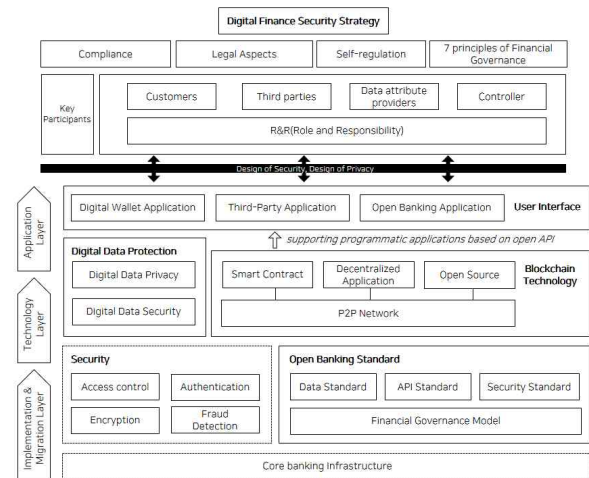 Digital Finance Security Strategy
Compliance
Legal Aspects
Self-regulation
7 principles of Financial
Governance
Key
Participants
Customers
Third parties
Data attribute
providers
Controller
R&R(Role and Responsibility)
Design of Security, Design of Privacy
Application
Layer
Digital Wallet Application
Third-Party Application
Open Banking Application
User Interface
supporting programmatic applications based on open API
Technology
Layer
Digital Data Protection
Digital Data Privacy
Digital Data Security
Smart Contract
Decentralized
Application
Open Source
Blockchain
Technology
P2P Network
Implementation &
Migration Layer
Security
Access control
Authentication
Encryption
Fraud
Detection
Open Banking Standard
Data Standard
API Standard
Security Standard
Financial Governance Model
Core banking Infrastructure